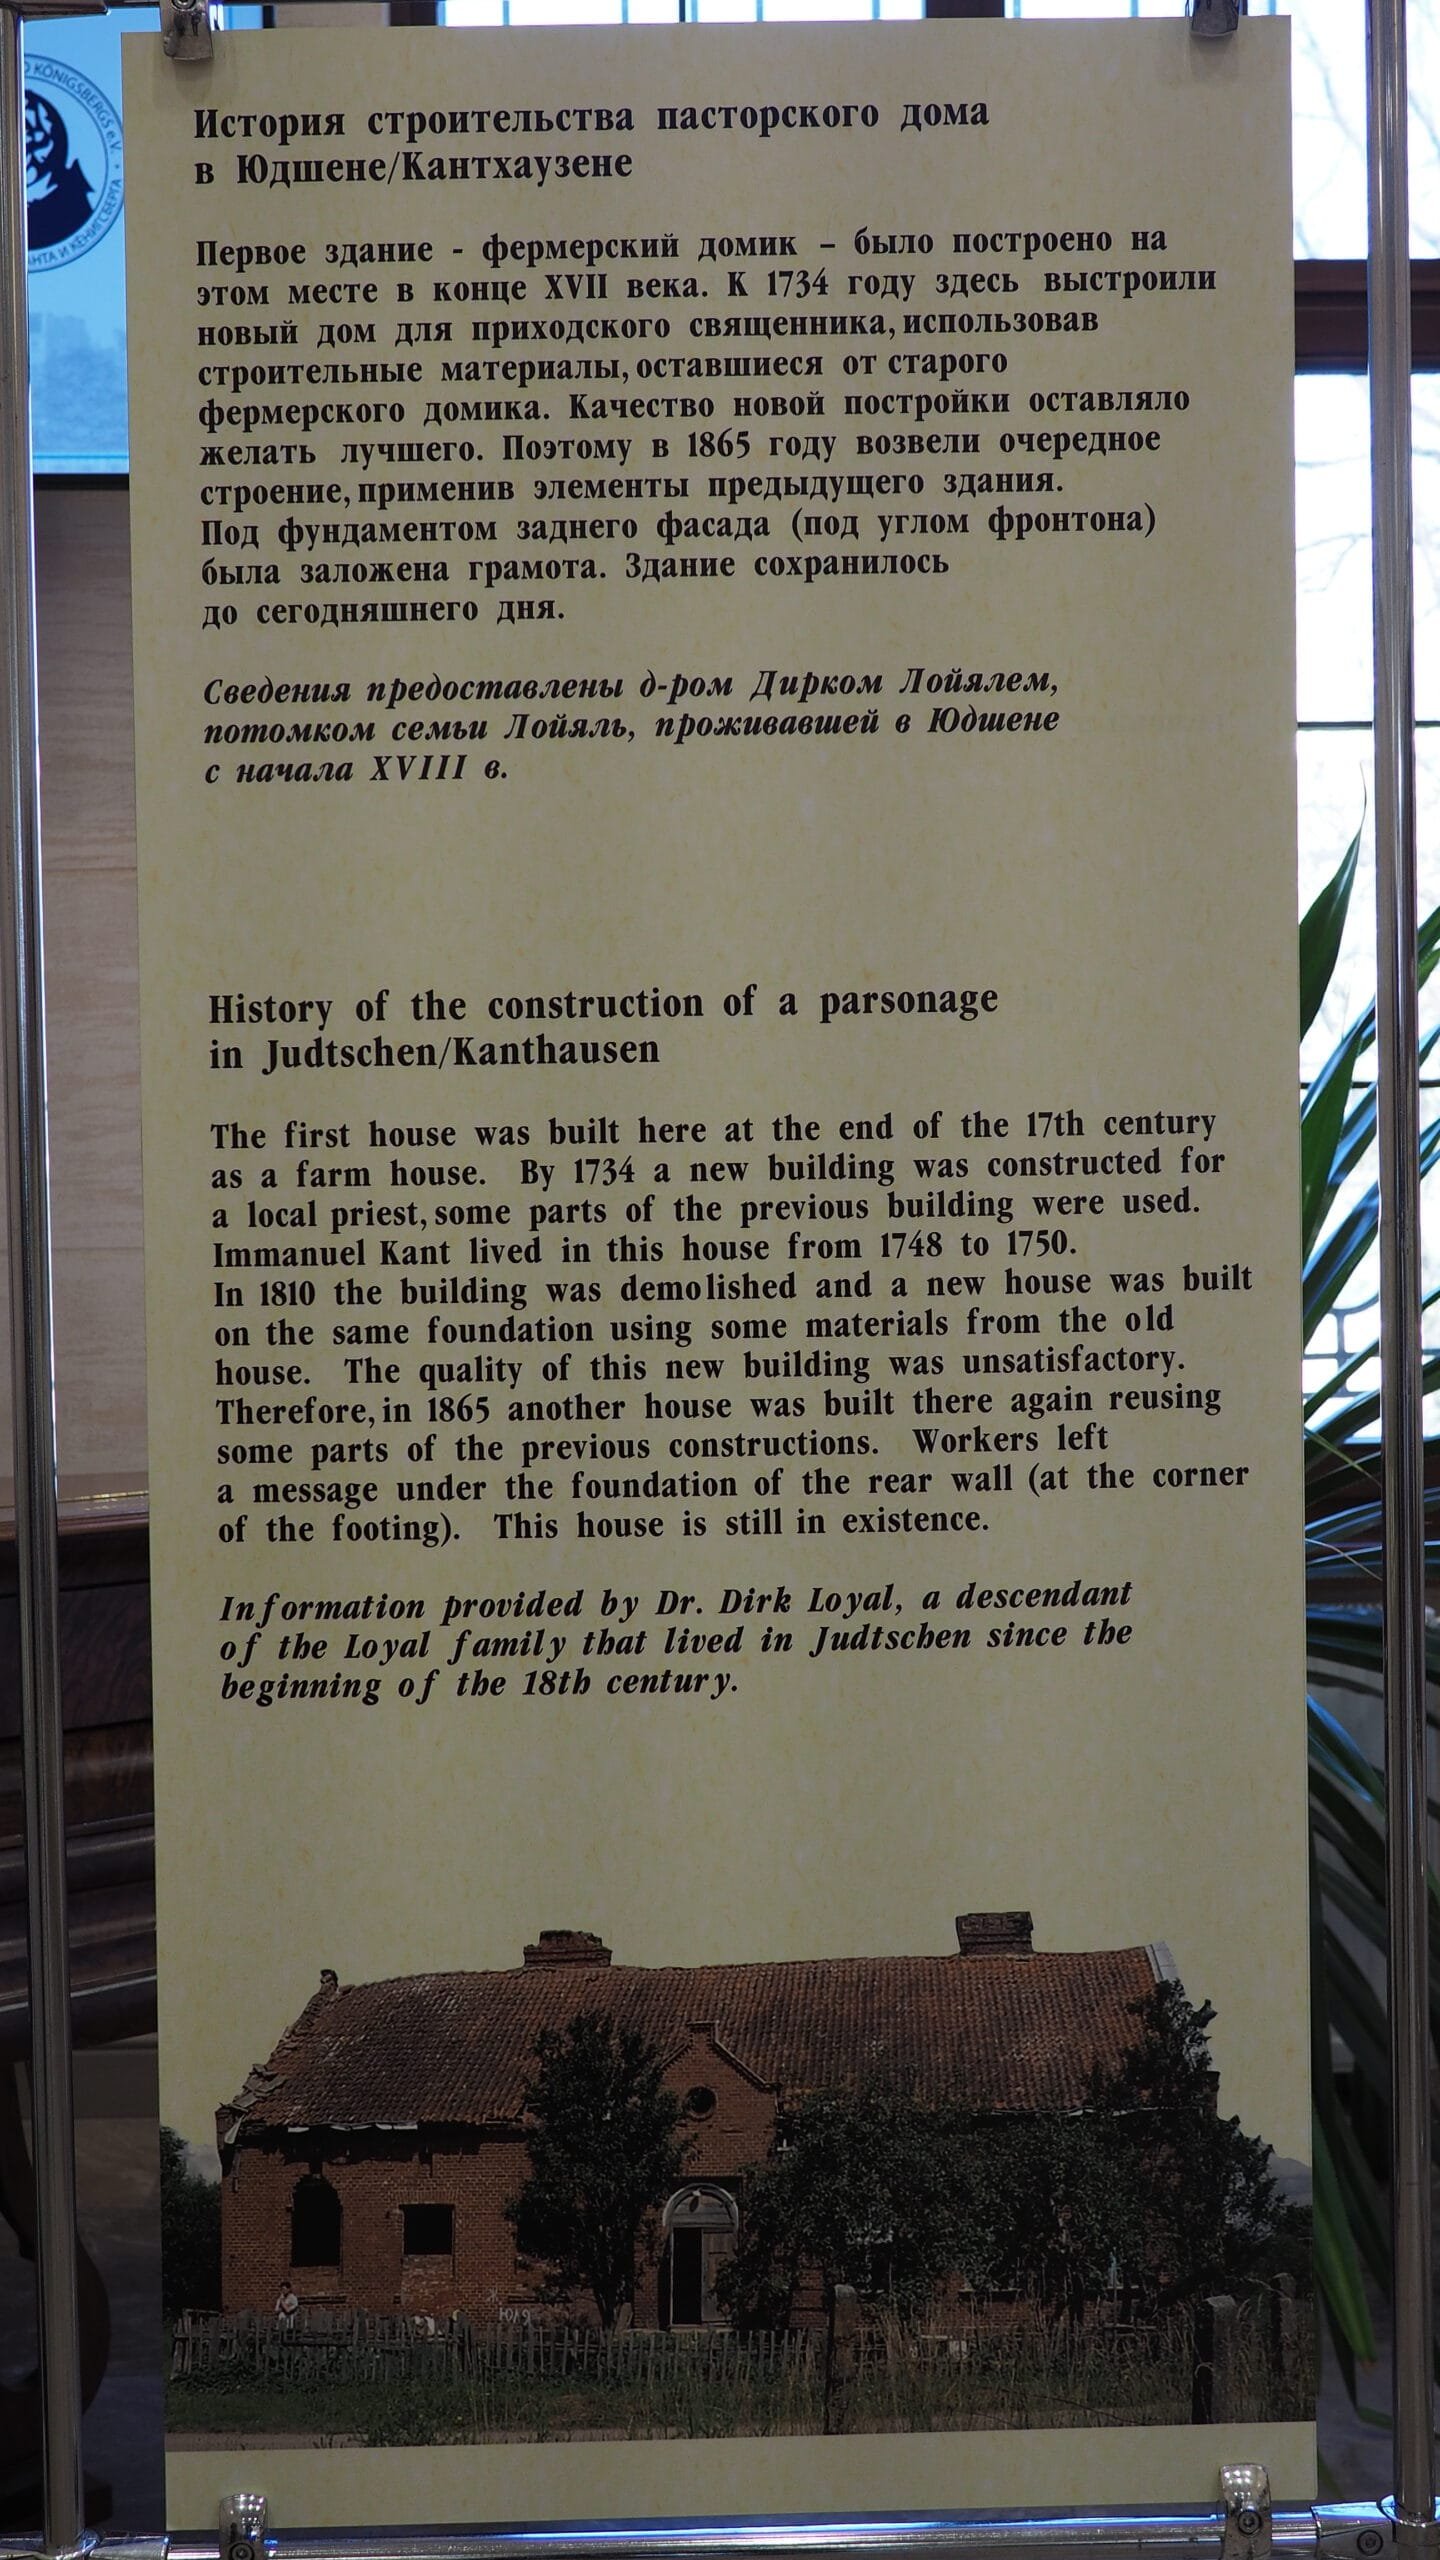 KÖNIGSBERGS e.V.
АНТА И КЕНИГСБЕРГА
История строительства пасторского дома
в Юдшене/Кантхаузене
Первое здание - фермерский домик – было построено на
этом месте в конце XVII века. К 1734 году здесь выстроили
новый дом для приходского священника, использовав
строительные материалы, оставшиеся от старого
фермерского домика. Качество новой постройки оставляло
желать лучшего. Поэтому в 1865 году возвели очередное
строение, применив элементы предыдущего здания.
Под фундаментом заднего фасада (под углом фронтона)
была заложена грамота. Здание сохранилось
до сегодняшнего дня.
Сведения предоставлены д-ром Дирком Лойялем,
потомком семьи Лойяль, проживавшей в Юдшене
с начала XVIII в.
History of the construction of a parsonage
in Judtschen/Kanthausen
The first house was built here at the end of the 17th century
as a farm house. By 1734 a new building was constructed for
a local priest, some parts of the previous building were used.
Immanuel Kant lived in this house from 1748 to 1750.
In 1810 the building was demolished and a new house was built
on the same foundation using some materials from the old
house. The quality of this new building was unsatisfactory.
Therefore, in 1865 another house was built there again reusing
some parts of the previous constructions. Workers left
a message under the foundation of the rear wall (at the corner
of the footing). This house is still in existence.
Information provided by Dr. Dirk Loyal, a descendant
of the Loyal family that lived in Judtschen since the
beginning of the 18th century.
ЮЛЯ